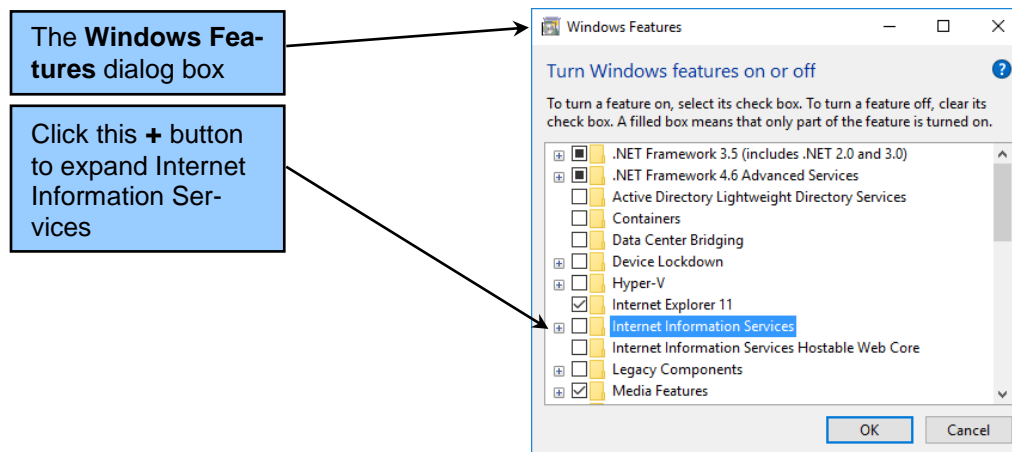 The Windows Fea-
tures dialog box
Click this + button
to expand Internet
Information Ser-
vices
Windows Features
Turn Windows features on or off
To turn a feature on, select its check box. To turn a feature off, clear its
check box. A filled box means that only part of the feature is turned on.
.NET Framework 3.5 (includes .NET 2.0 and 3.0)
.NET Framework 4.6 Advanced Services
Active Directory Lightweight Directory Services
Containers
Data Center Bridging
Device Lockdown
Hyper-V
Internet Explorer 11
Internet Information Services
Internet Information Services Hostable Web Core
Legacy Components
Media Features
OK Cancel